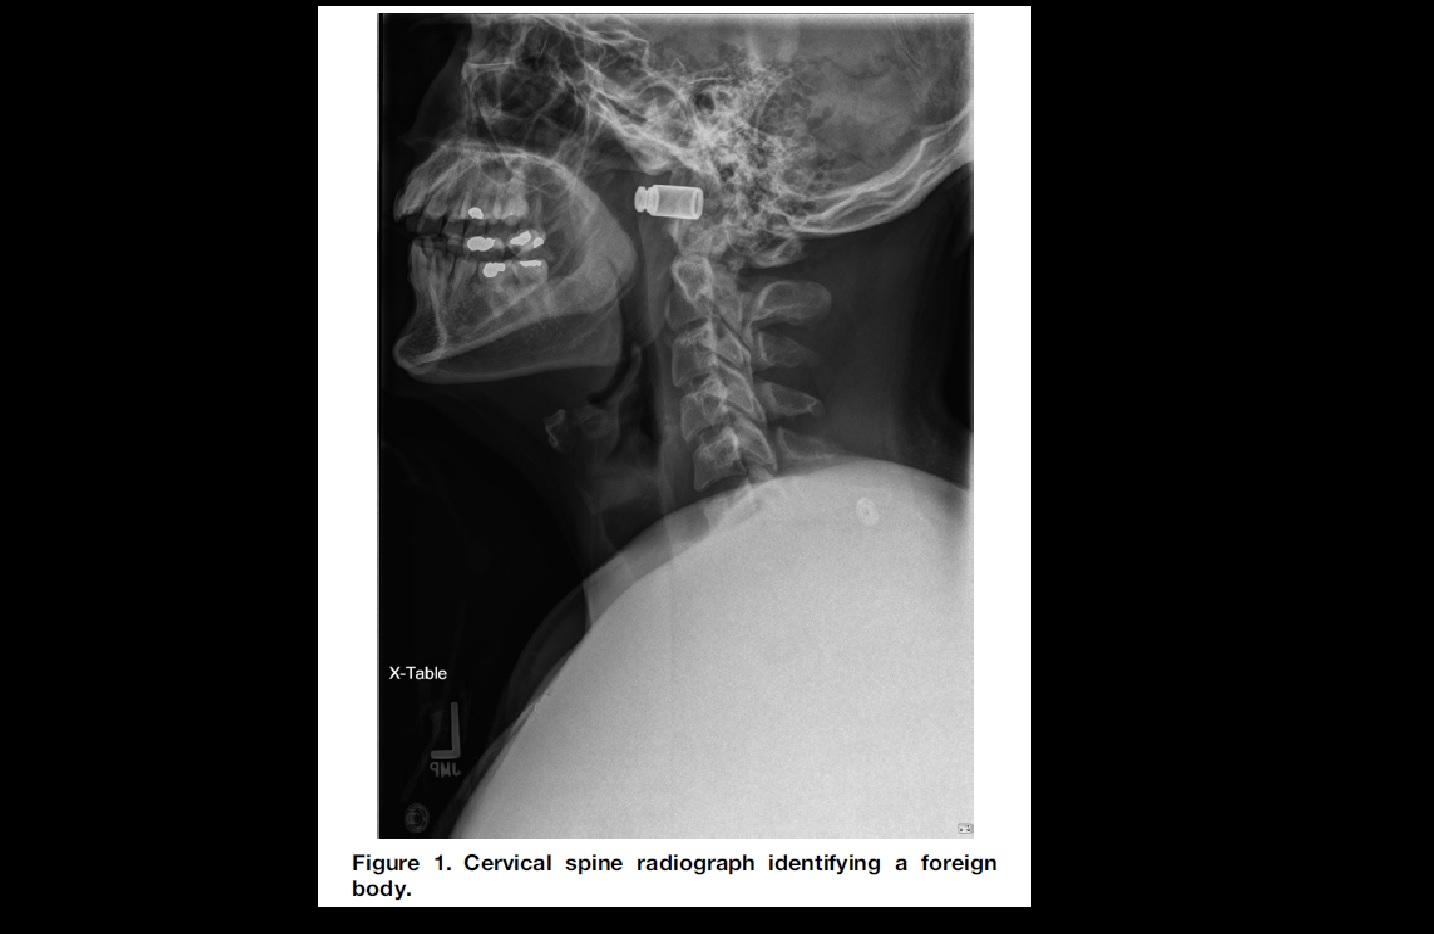 X-Table
Figure 1. Cervical spine radiograph identifying a foreign
body.